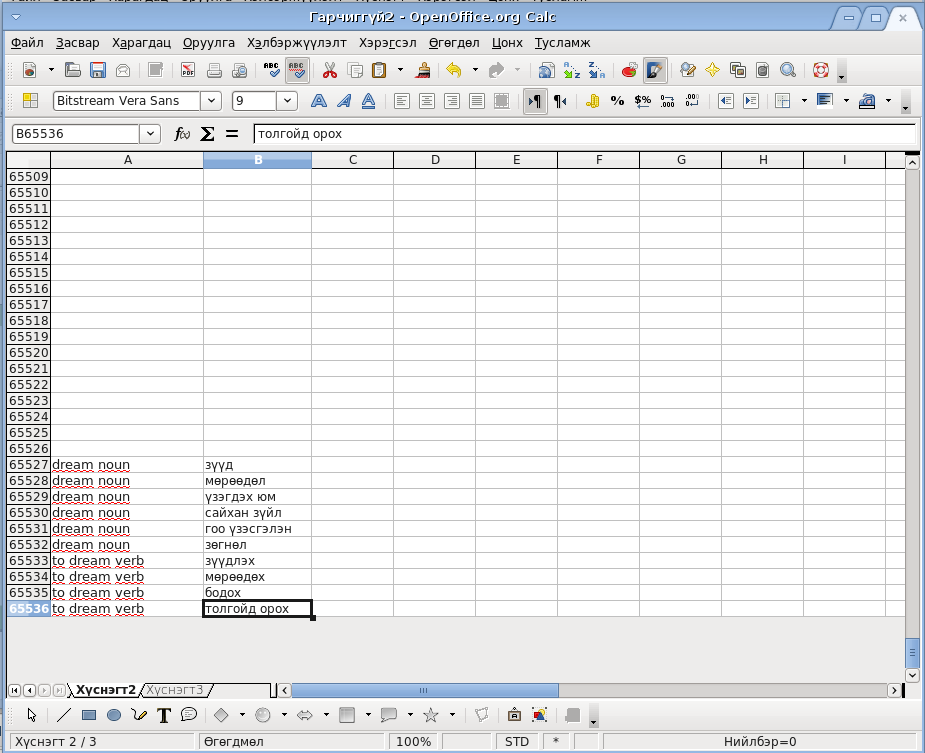 Гарчиггүй2 - OpenOffice.org Calc
Файл Засвар Харагдац Оруулга Хэлбэржүүлэлт Хэрэгсэл Өгөгдөл Цонх Тусламж
Bitstream Vera Sans 9
B65536 толгойд орох
A B C D E F G H I
65509
65510
65511
65512
65513
65514
65515
65516
65517
65518
65519
65520
65521
65522
65523
65524
65525
65526
65527 dream noun зүүд
65528 dream noun мөрөөдөл
65529 dream noun үзэгдэх юм
65530 dream noun сайхан зүйл
65531 dream noun гоо үзэсгэлэн
65532 dream noun зөгнөл
65533 to dream verb зүүдлэх
65534 to dream verb мөрөөдөх
65535 to dream verb бодох
65536 to dream verb толгойд орох
Хүснэгт2 Хүснэгт3
Хүснэгт 2 / 3 Өгөгдмөл 100% STD * Нийлбэр=0